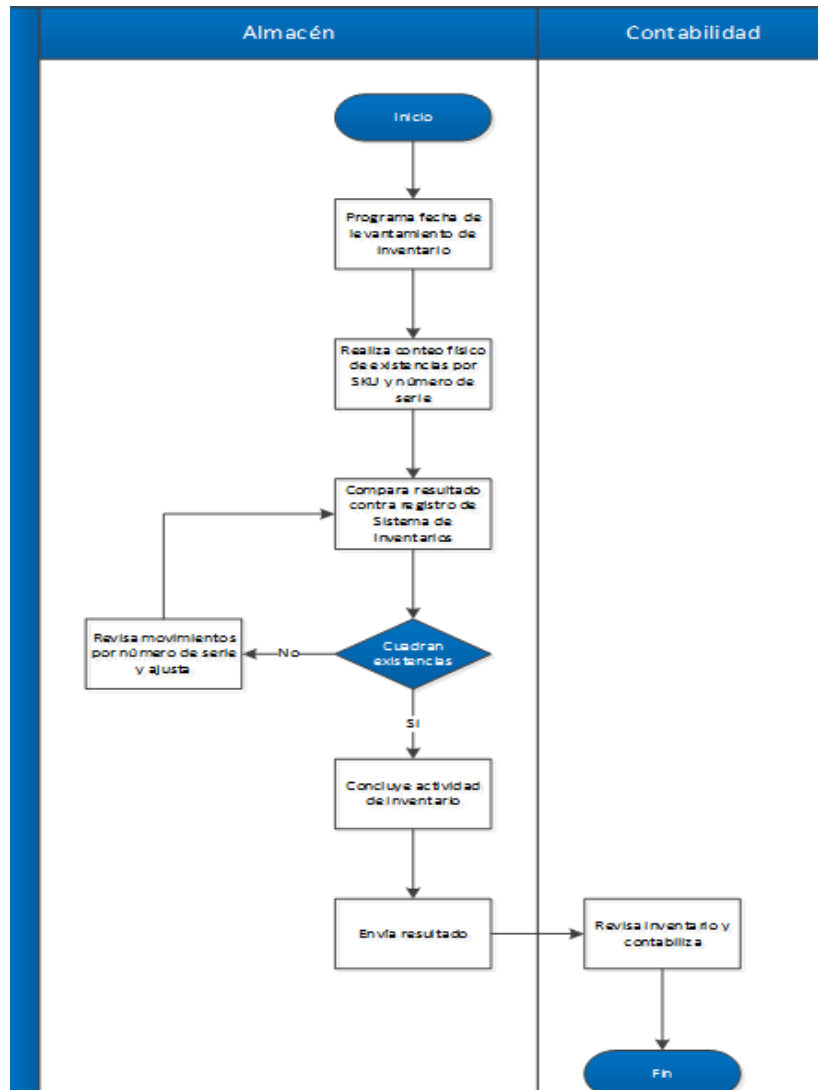 Almacén
Contabilidad
Inicio
Programa fecha de
levantamiento de
inventario
Realiza conteo físico
de existencias por
SKU y número de
serie
Compara resultado
contra registro de
Sistema de
Inventarios
Revisa movimientos
por número de serie
y ajusta
No
Cuadran
existencias
Si
Concluye actividad
de inventario
Envía resultado
Revisa inventario y
contabiliza
Fin